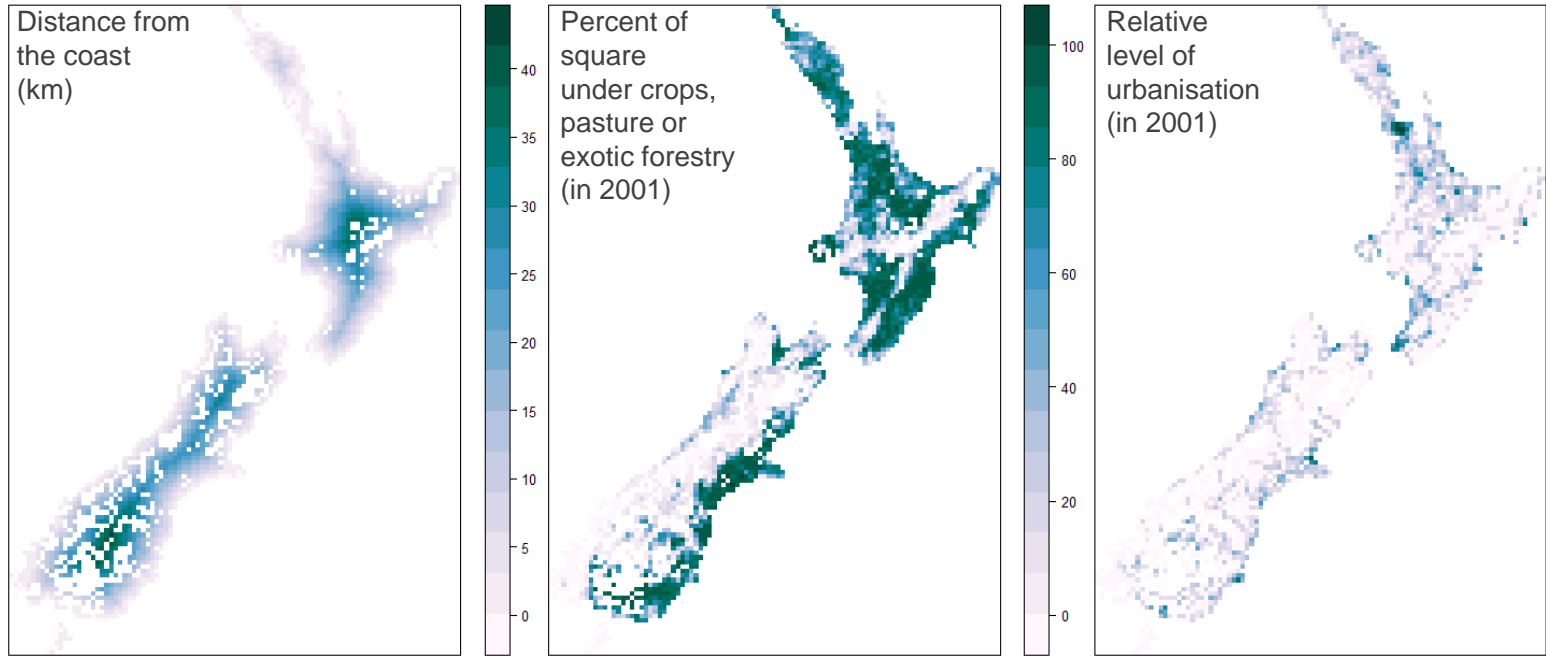 Distance from
the coast
(km)
40
35
30
25
20
15
10
5
0
Percent of
square
under crops,
pasture or
exotic forestry
(in 2001)
100
80
60
40
20
0
Relative
level of
urbanisation
(in 2001)